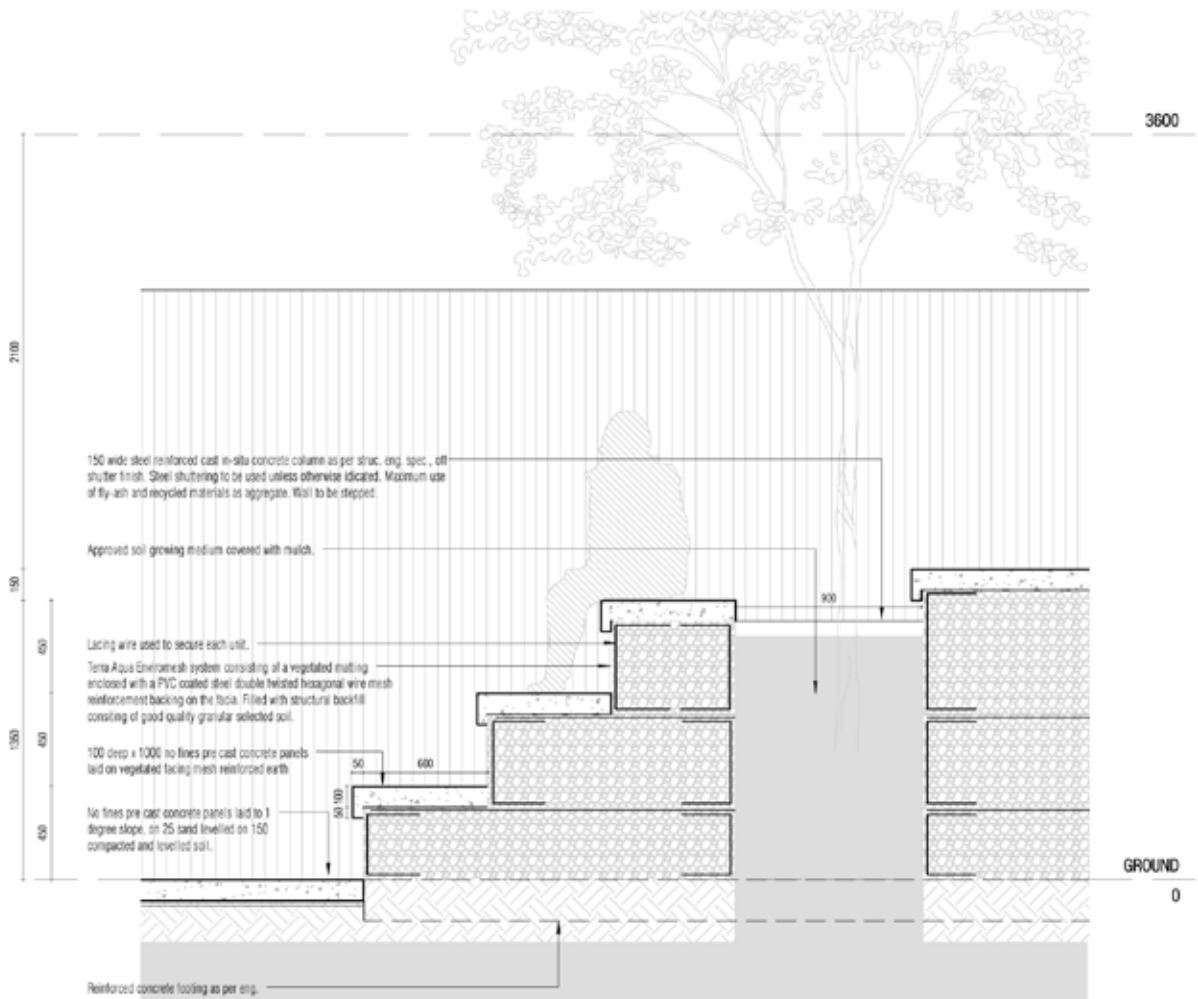 3600
2100
150 wide steel reinforced cast in-situ concrete column as per struc. eng. spec., off
shutter finish. Steel shuttering to be used unless otherwise idicated. Maximum use
of fly-ash and recycled materials as aggregate. Wall to be stepped.
Approved soil growing medium covered with mulch.
150
900
450
Lacing wire used to secure each unit.
Terra Aqua Enviromesh system consisting of a vegetated matting
enclosed with a PVC coated steel double twisted hexagonal wire mesh
reinforcement backing on the facia. Filled with structural backfill
consiting of good quality granular selected soil.
1350
450
100 deep x 1000 no fines pre cast concrete panels
laid on vegetated facing mesh reinforced earth
50
600
50 100
No fines pre cast concrete panels laid to 1
degree slope, on 25 sand levelled on 150
compacted and levelled soil.
450
GROUND
0
Reinforced concrete footing as per eng.